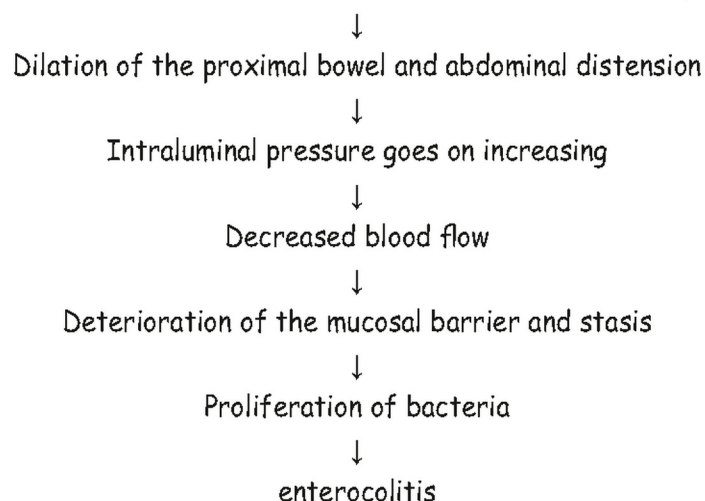 ↓
Dilation of the proximal bowel and abdominal distension
↓
Intraluminal pressure goes on increasing
↓
Decreased blood flow
↓
Deterioration of the mucosal barrier and stasis
↓
Proliferation of bacteria
↓
enterocolitis